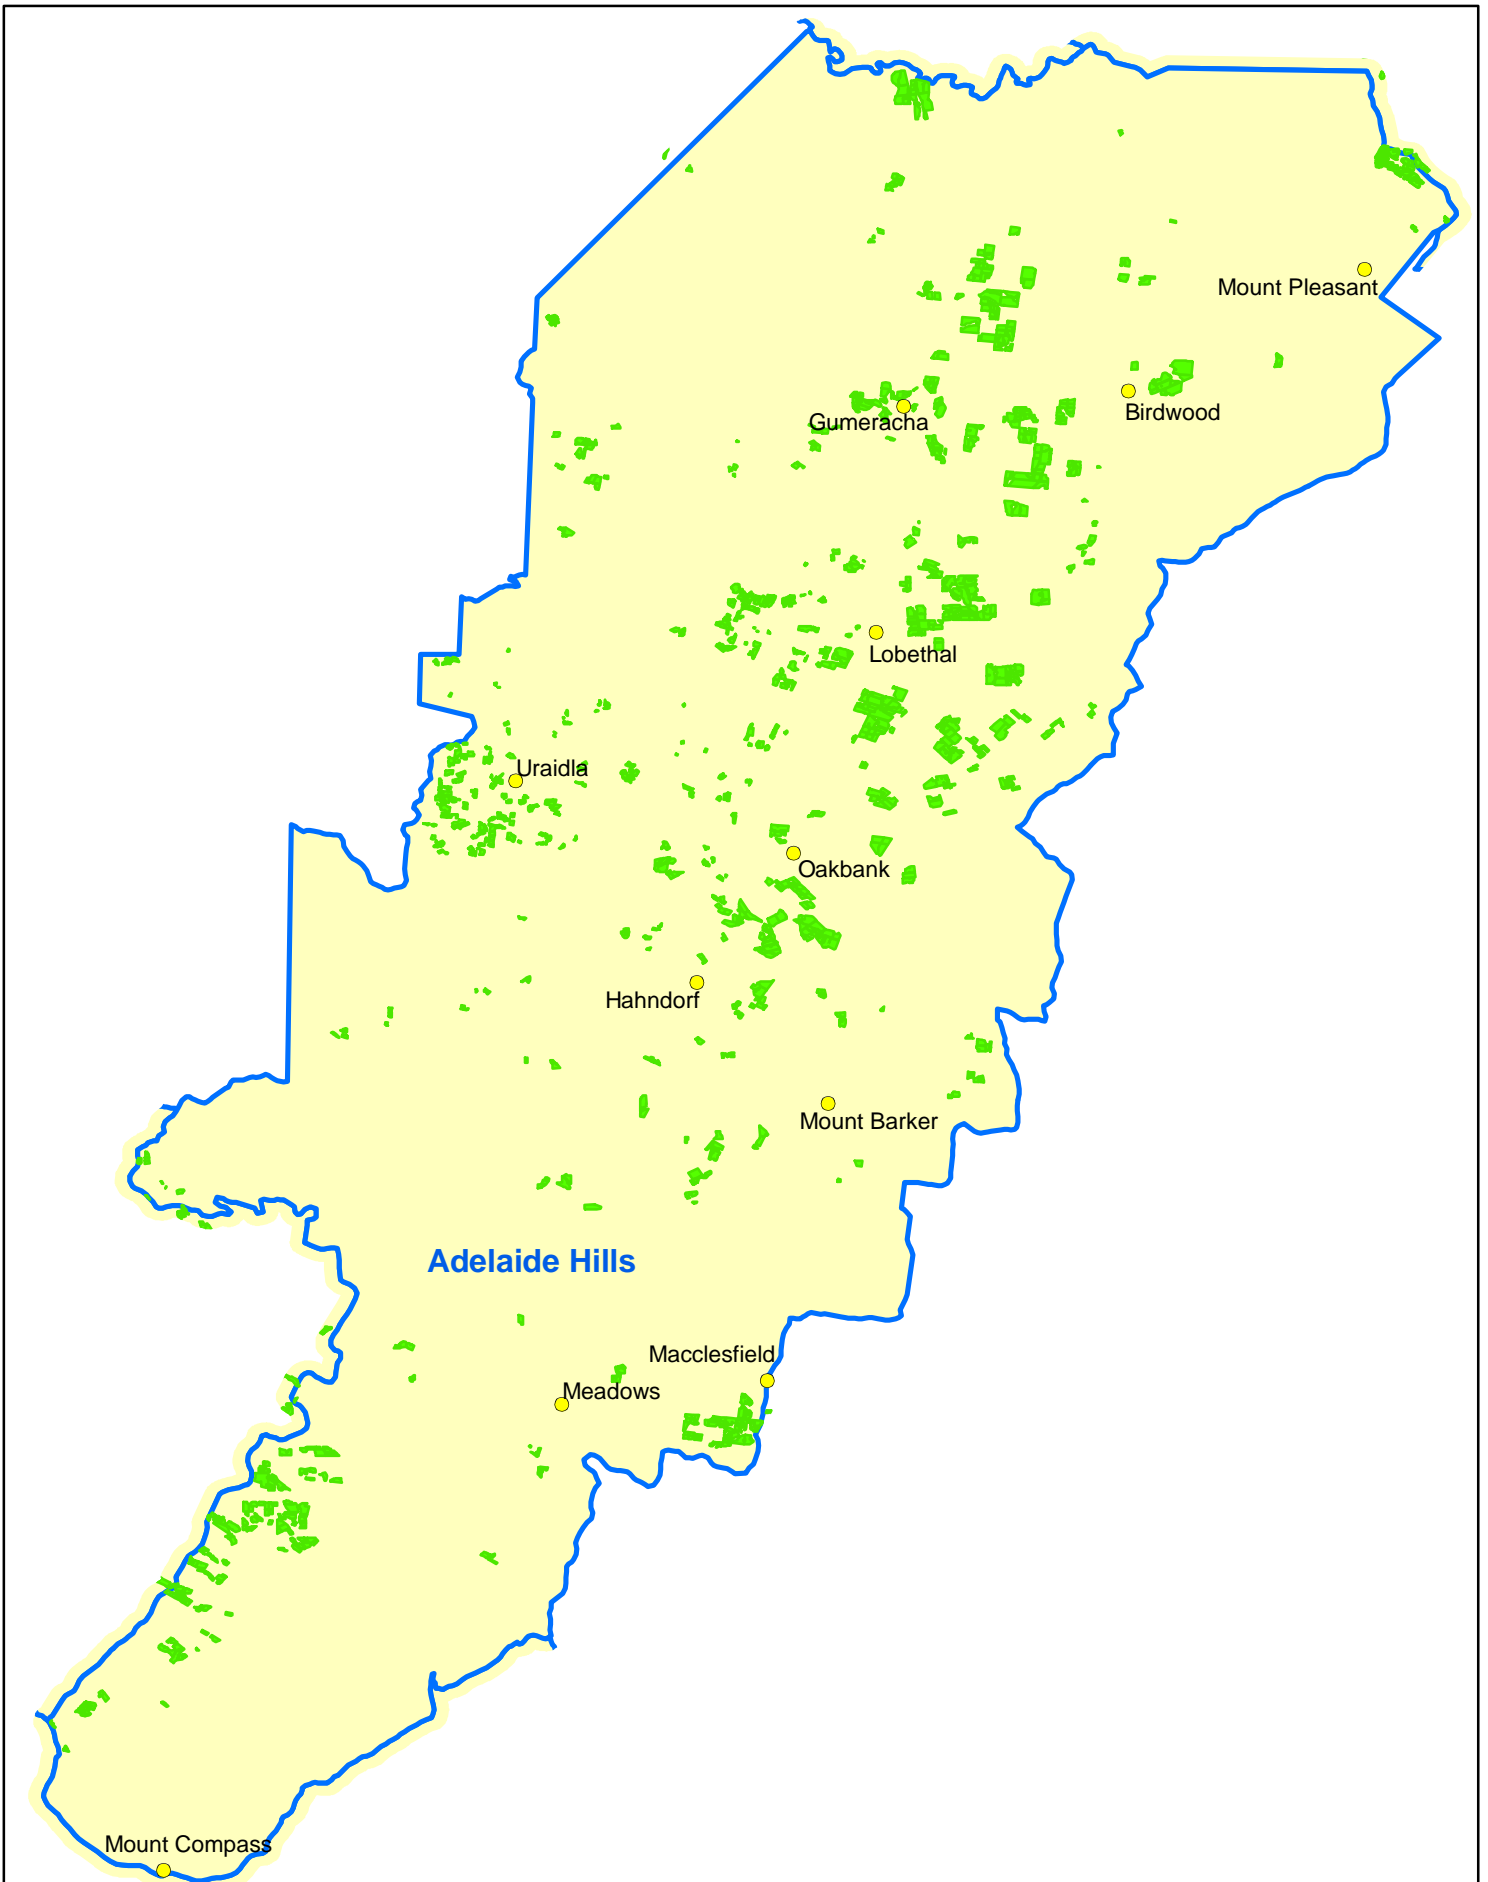 Mount Pleasant
Birdwood
Gumeracha
Lobethal
Uraidla
Oakbank
Hahndorf
Mount Barker
Adelaide Hills
Macclesfield
Meadows
Mount Compass